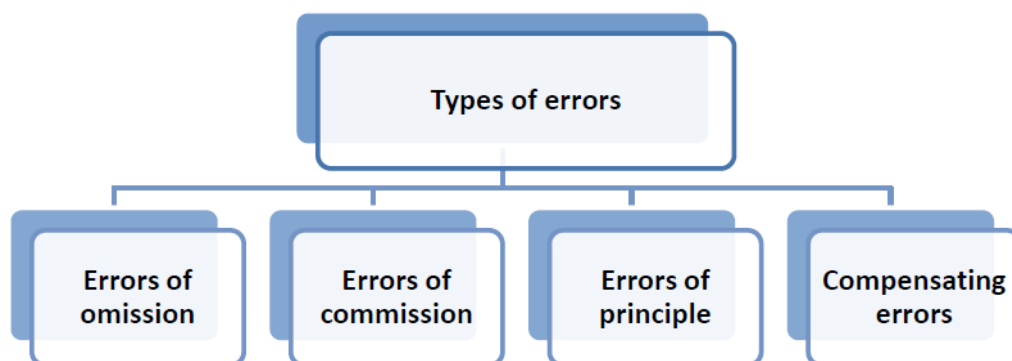 Types of errors
Errors of
omission
Errors of
commission
Errors of
principle
Compensating
errors